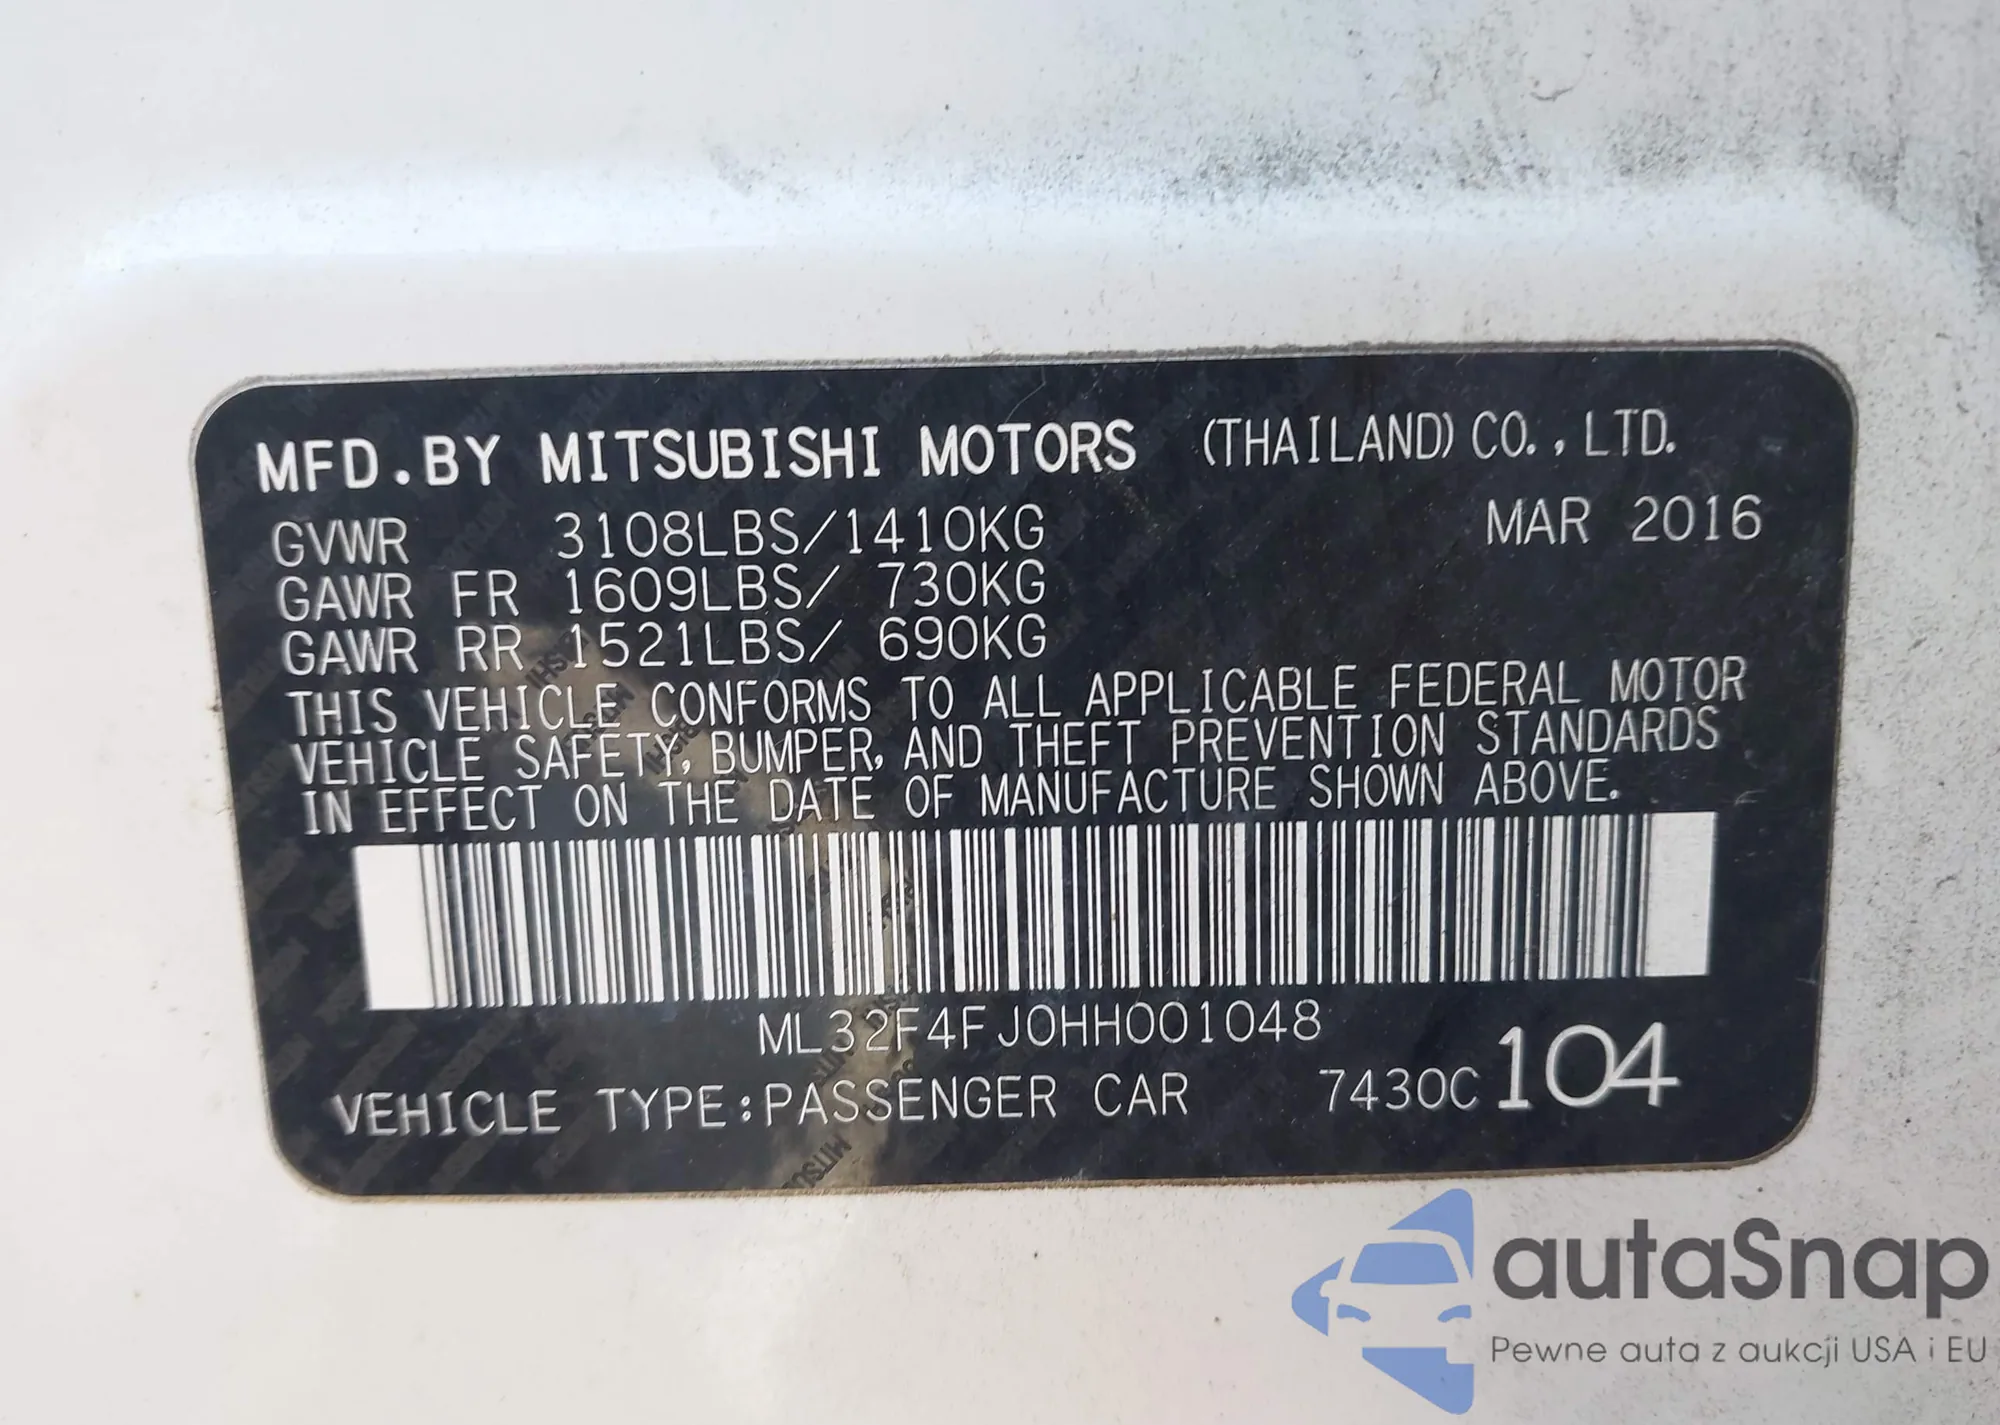 MFD.BY MITSUBISHI MOTORS (THAILAND) CO., LTD.
GVWR 3108LBS/1410KG MAR 2016
GAWR FR 1609LBS/ 730KG
GAWR RR 1521LBS/ 690KG
THIS VEHICLE CONFORMS TO ALL APPLICABLE FEDERAL MOTOR
VEHICLE SAFETY, BUMPER, AND THEFT PREVENTION STANDARDS
IN EFFECT ON THE DATE OF MANUFACTURE SHOWN ABOVE.
ML32F4FJ0HH001048
VEHICLE TYPE:PASSENGER CAR 7430C 104
autaSnap
Pewne auta z aukcji USA i EU